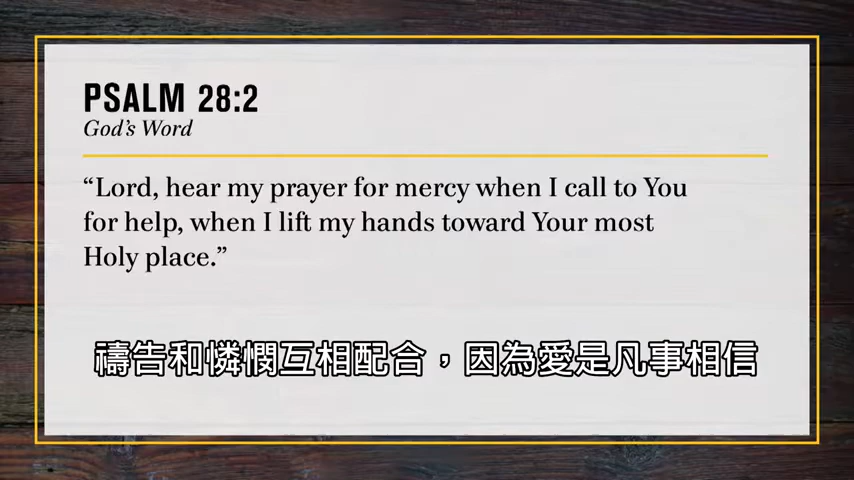 PSALM 28:2
God's Word
“Lord, hear my prayer for mercy when I call to You
for help, when I lift my hands toward Your most
Holy place.”
禱告和憐憫互相配合，因為愛是凡事相信